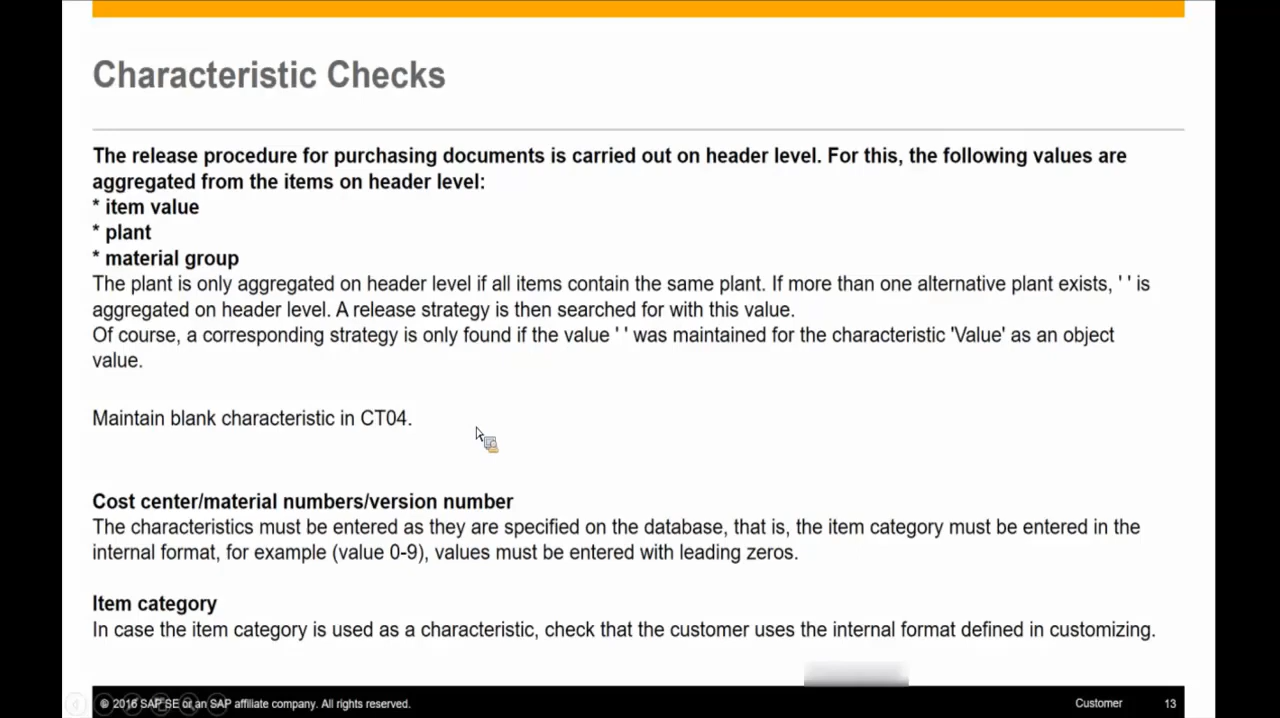 Characteristic Checks
The release procedure for purchasing documents is carried out on header level. For this, the following values are
aggregated from the items on header level:
* item value
* plant
* material group
The plant is only aggregated on header level if all items contain the same plant. If more than one alternative plant exists, ' ' is
aggregated on header level. A release strategy is then searched for with this value.
Of course, a corresponding strategy is only found if the value ' ' was maintained for the characteristic 'Value' as an object
value.
Maintain blank characteristic in CT04.
Cost center/material numbers/version number
The characteristics must be entered as they are specified on the database, that is, the item category must be entered in the
internal format, for example (value 0-9), values must be entered with leading zeros.
Item category
In case the item category is used as a characteristic, check that the customer uses the internal format defined in customizing.
© 2016 SAP SE or an SAP affiliate company. All rights reserved.
Customer
13